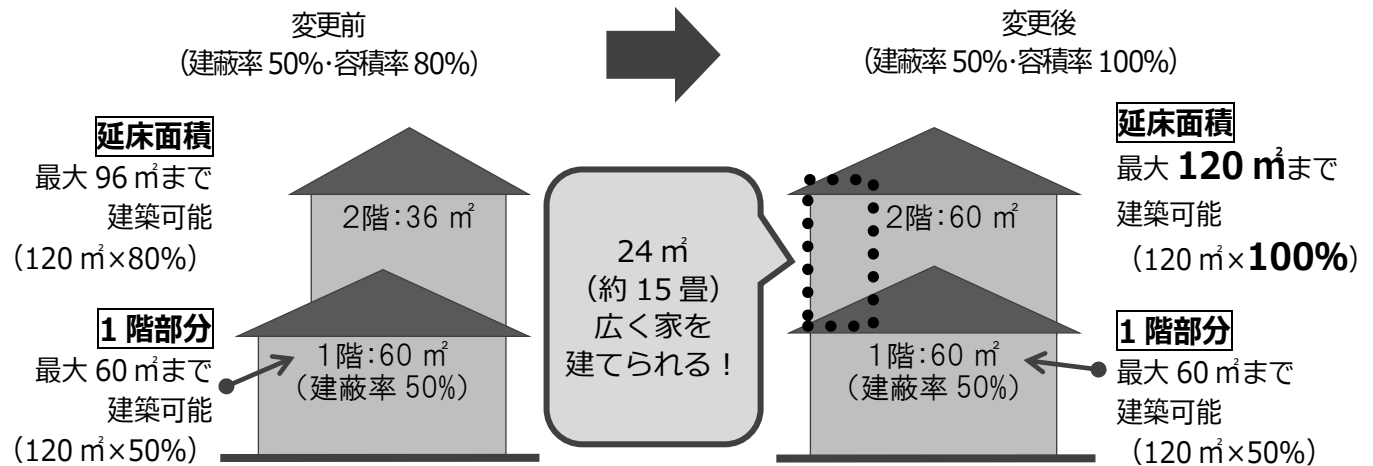 変更前
(建蔽率 50%･容積率 80%)
延床面積
最大 96 ㎡まで
建築可能
(120 ㎡×80%)
1 階部分
最大 60 ㎡まで
建築可能
(120 ㎡×50%)
2階：36 ㎡
1階：60 ㎡
(建蔽率 50%)
24 ㎡
(約 15 畳)
広く家を
建てられる！
変更後
(建蔽率 50%･容積率 100%)
2階：60 ㎡
1階：60 ㎡
(建蔽率 50%)
延床面積
最大 120 ㎡まで
建築可能
(120 ㎡×100%)
1 階部分
最大 60 ㎡まで
建築可能
(120 ㎡×50%)